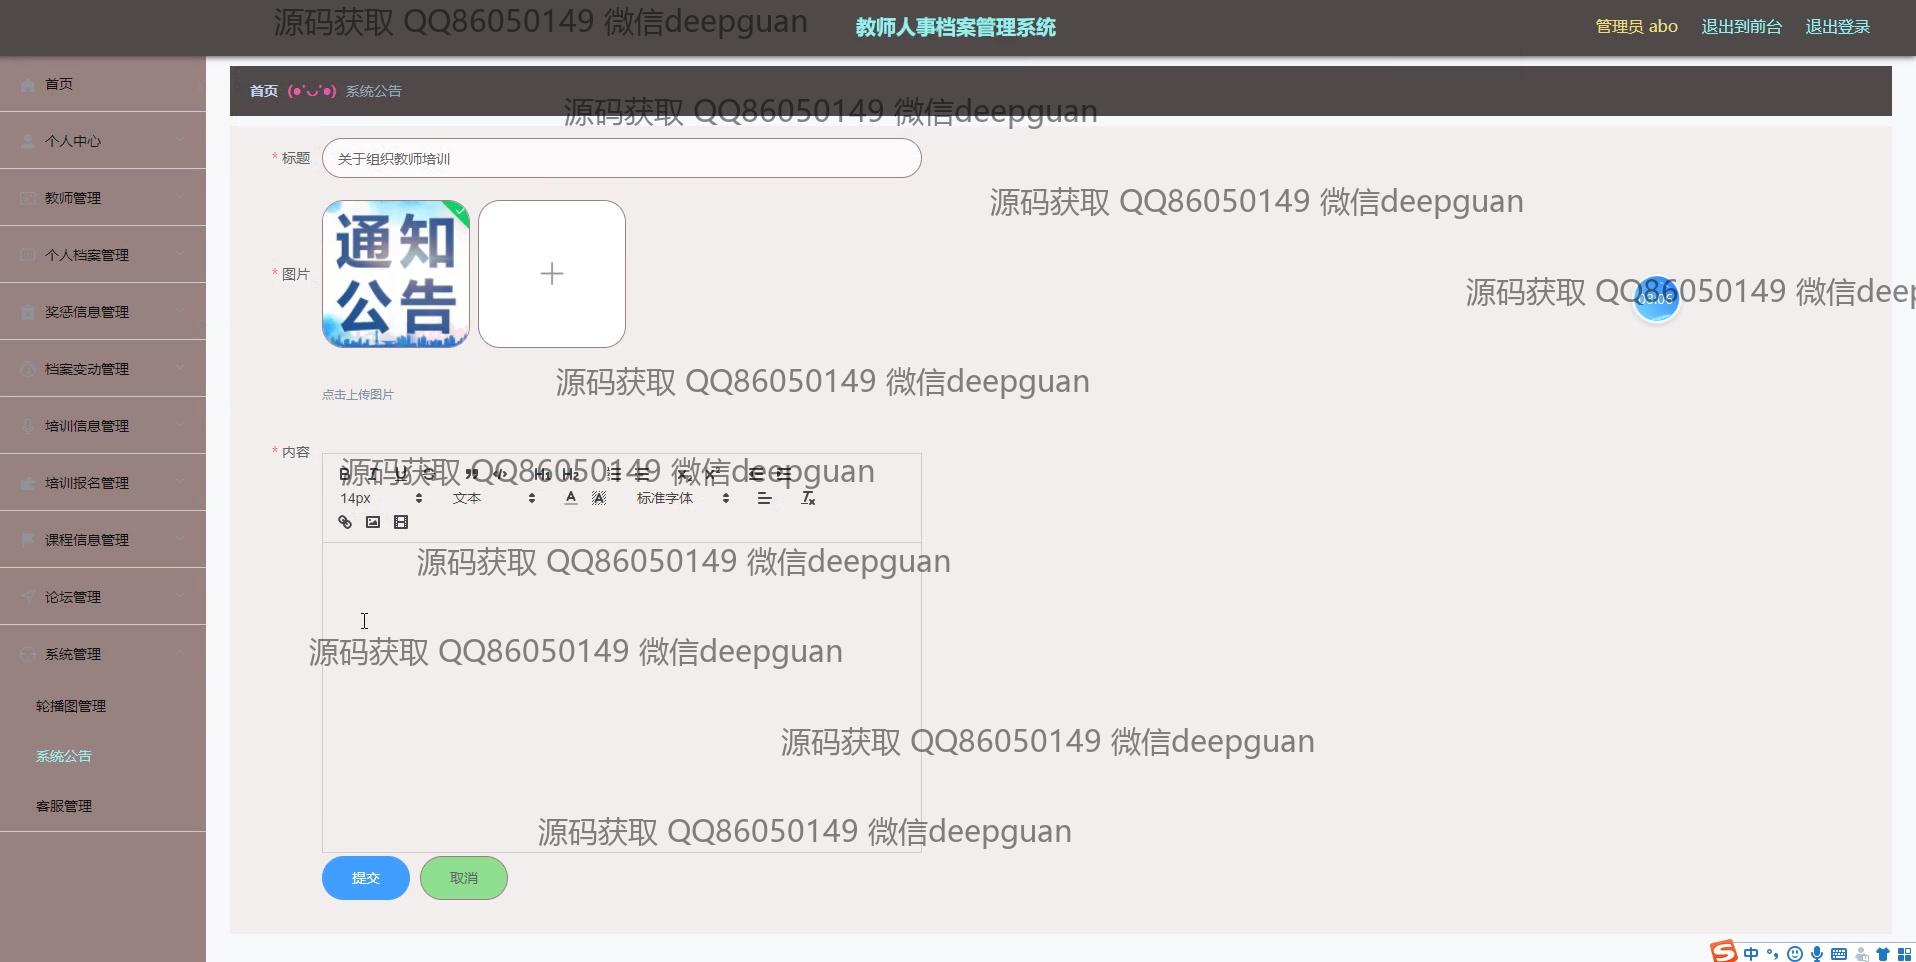 源码获取 QQ86050149 微信deepguan
教师人事档案管理系统
管理员 abo 退出到前台 退出登录
首页
个人中心
教师管理
个人档案管理
奖惩信息管理
档案变动管理
培训信息管理
培训报名管理
课程信息管理
论坛管理
系统管理
轮播图管理
系统公告
客服管理
首页 (●'◡'●) 系统公告
源码获取 QQ86050149 微信deepguan
* 标题 关于组织教师培训
源码获取 QQ86050149 微信deepguan
* 图片
通知
公告
源码获取 QQ86050149 微信deep
03:06
源码获取 QQ86050149 微信deepguan
点击上传图片
* 内容
源码获取 QQ86050149 微信deepguan
B I U S H1 H2
14px 文本 A A 标准字体
源码获取 QQ86050149 微信deepguan
源码获取 QQ86050149 微信deepguan
源码获取 QQ86050149 微信deepguan
源码获取 QQ86050149 微信deepguan
提交 取消
中